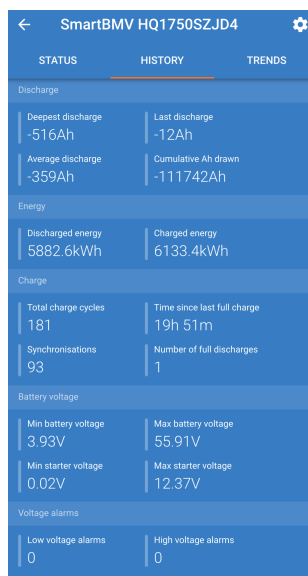 SmartBMV HQ1750SZJD4
STATUS HISTORY TRENDS
Discharge
Deepest discharge Last discharge
-516Ah -12Ah
Average discharge Cumulative Ah drawn
-359Ah -111742Ah
Energy
Discharged energy Charged energy
5882.6kWh 6133.4kWh
Charge
Total charge cycles Time since last full charge
181 19h 51m
Synchronisations Number of full discharges
93 1
Battery voltage
Min battery voltage Max battery voltage
3.93V 55.91V
Min starter voltage Max starter voltage
0.02V 12.37V
Voltage alarms
Low voltage alarms High voltage alarms
0 0